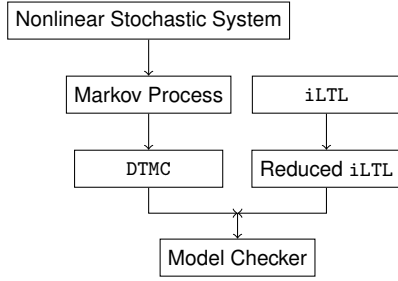 Nonlinear Stochastic System
Markov Process
iLTL
DTMC
Reduced iLTL
Model Checker